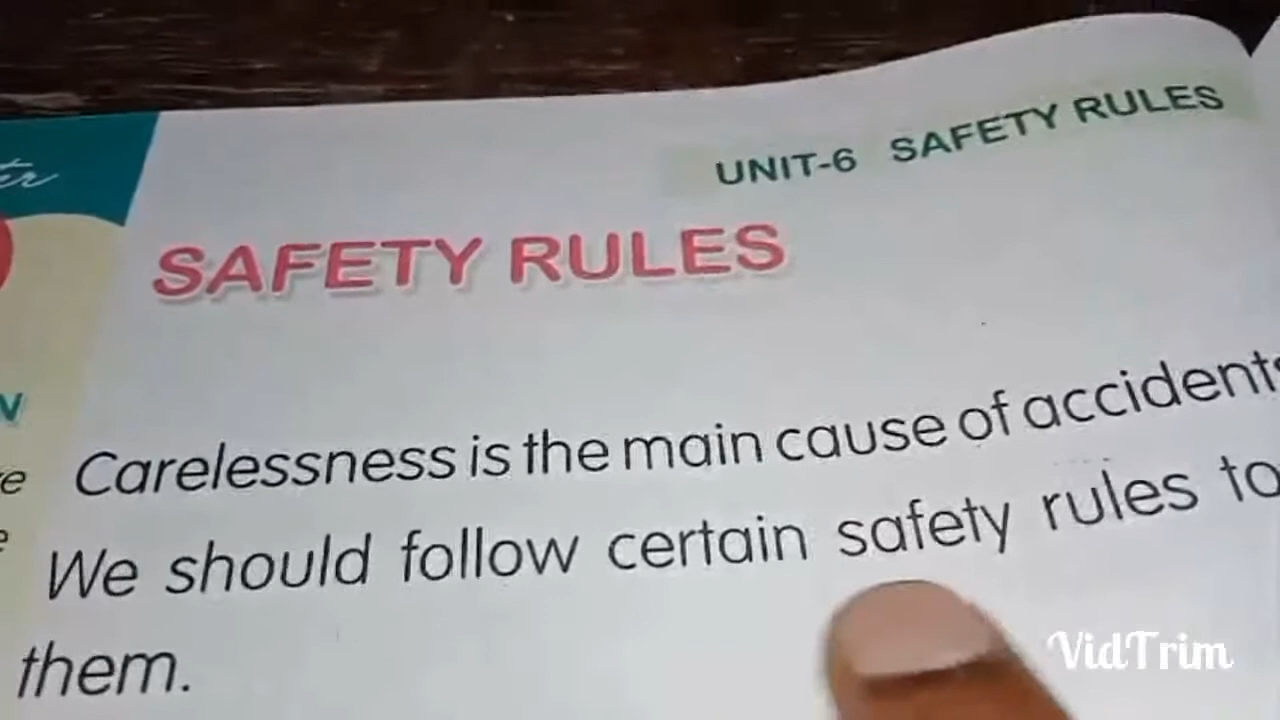 UNIT-6 SAFETY RULES
SAFETY RULES
Carelessness is the main cause of accidents
We should follow certain safety rules to
them.
VidTrim